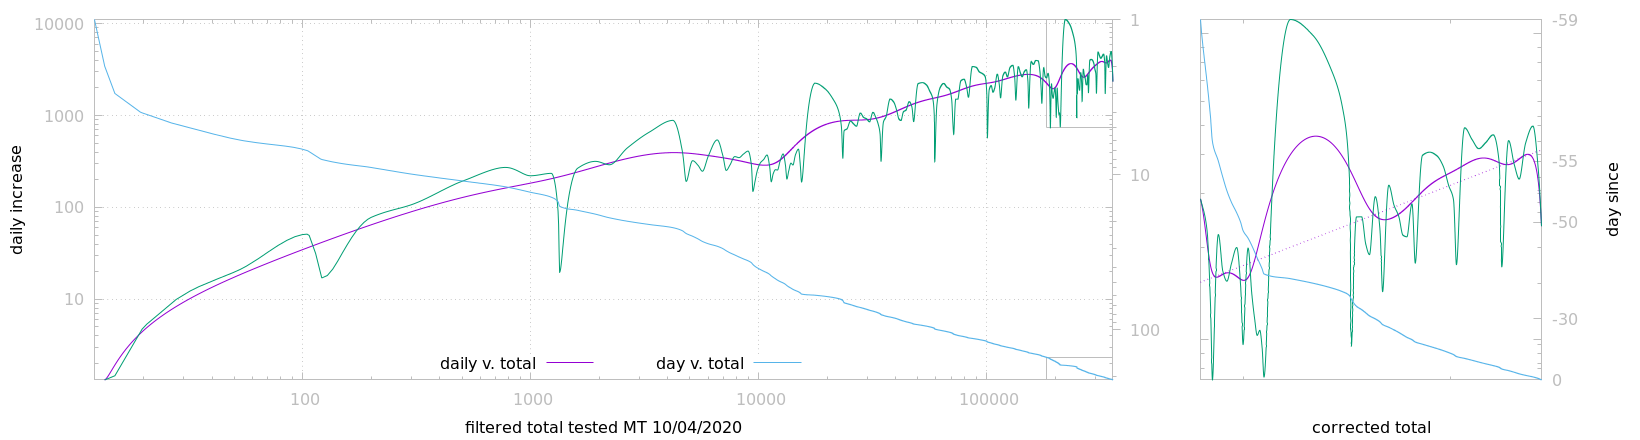 10000
1000
100
10
daily increase
100
1000
10000
100000
filtered total tested MT 10/04/2020
daily v. total
day v. total
1
10
100
-59
-55
-50
-30
0
day since
corrected total